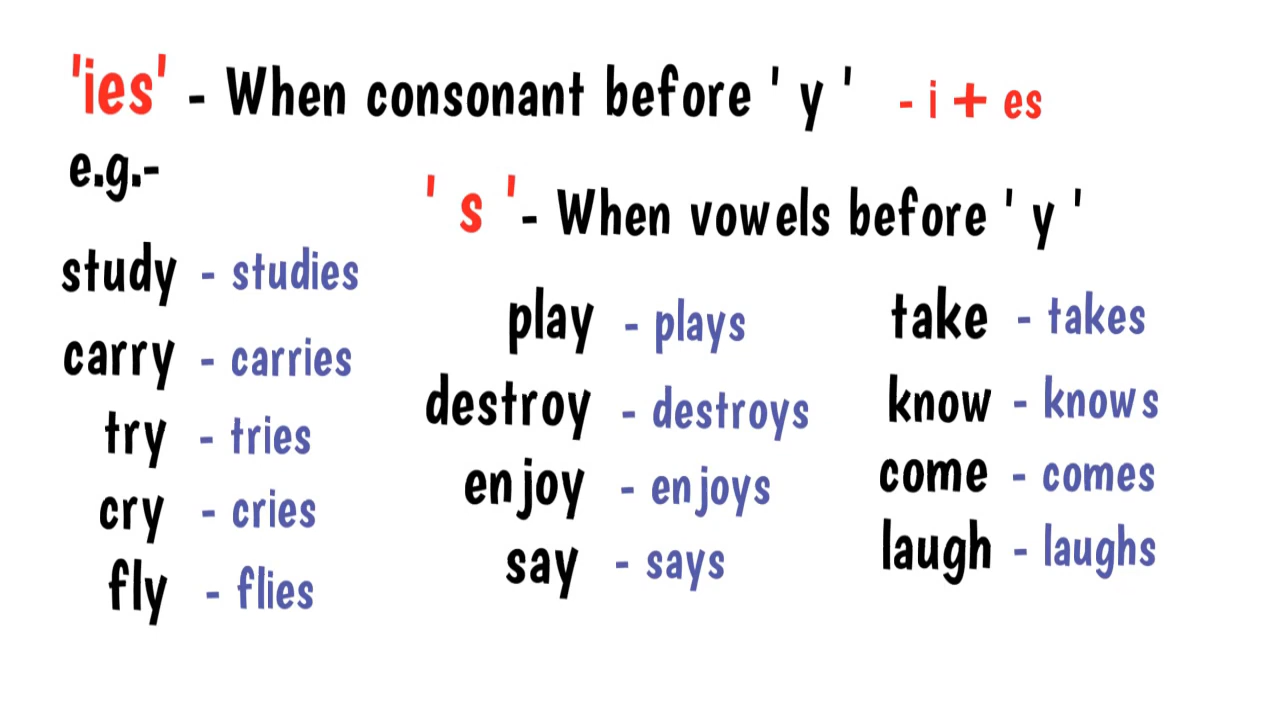 'ies' - When consonant before ' y ' - i + es
e.g.-
study - studies
carry - carries
try - tries
cry - cries
fly - flies
' s '- When vowels before ' y '
play - plays
destroy - destroys
enjoy - enjoys
say - says
take - takes
know - knows
come - comes
laugh - laughs